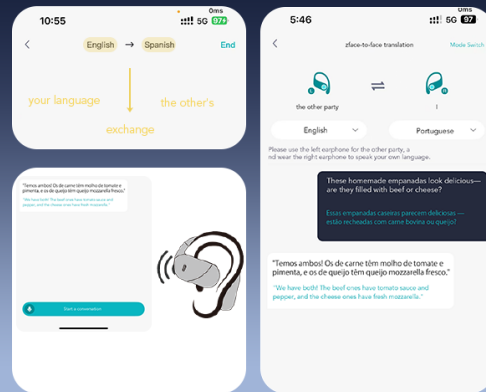 10:55
0ms
5G 97
English → Spanish
End
your language
the other's
exchange
"Temos ambos! Os de carne têm molho de tomate e
pimenta, e os de queijo têm queijo mozzarella fresco."
"We have both! The beef ones have tomato sauce and
pepper, and the cheese ones have fresh mozzarella."
Start a conversation
5:46
0ms
5G 97
zface-to-face translation
Mode Switch
L
R
the other party
I
English
Portuguese
Please use the left earphone for the other party, a
nd wear the right earphone to speak your own language.
These homemade empanadas look delicious—
are they filled with beef or cheese?
Essas empanadas caseiras parecem deliciosas —
estão recheadas com carne bovina ou queijo?
"Temos ambos! Os de carne têm molho de tomate e
pimenta, e os de queijo têm queijo mozzarella fresco."
"We have both! The beef ones have tomato sauce and
pepper, and the cheese ones have fresh mozzarella."